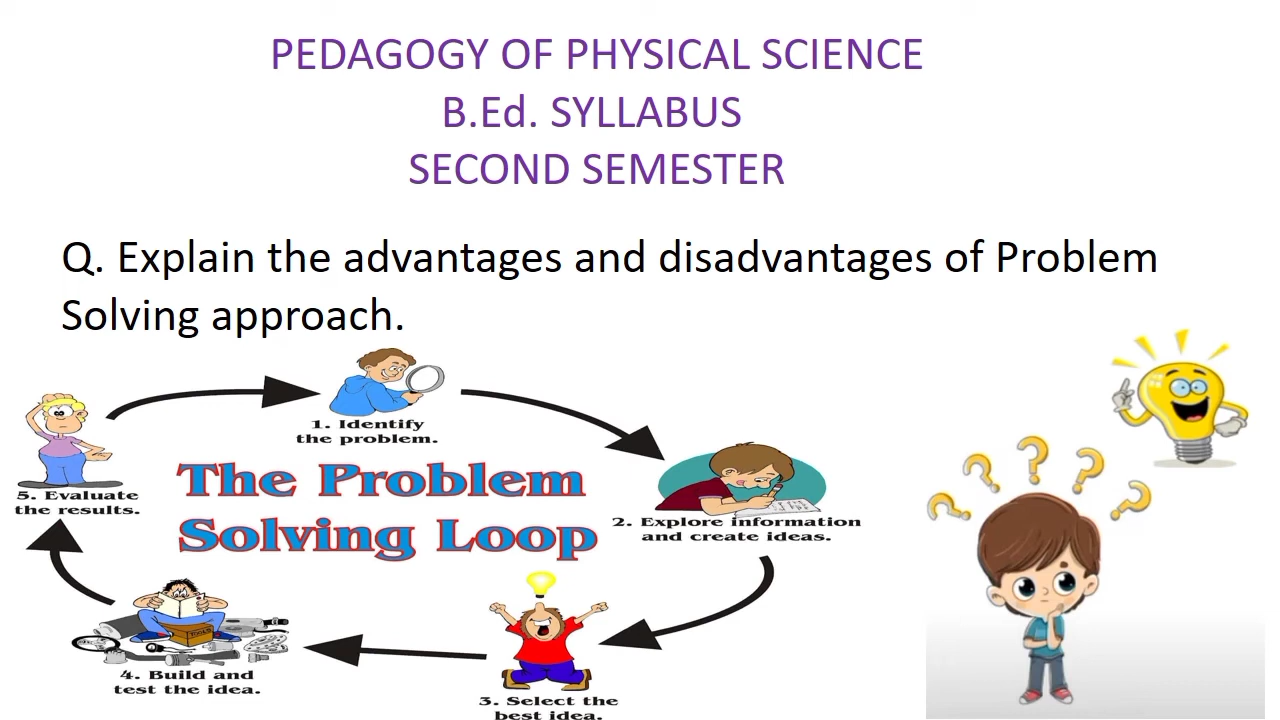 PEDAGOGY OF PHYSICAL SCIENCE
B.Ed. SYLLABUS
SECOND SEMESTER
Q. Explain the advantages and disadvantages of Problem
Solving approach.
1. Identify
the problem.
The Problem
Solving Loop
2. Explore information
and create ideas.
3. Select the
best idea.
4. Build and
test the idea.
TOOLS
5. Evaluate
the results.